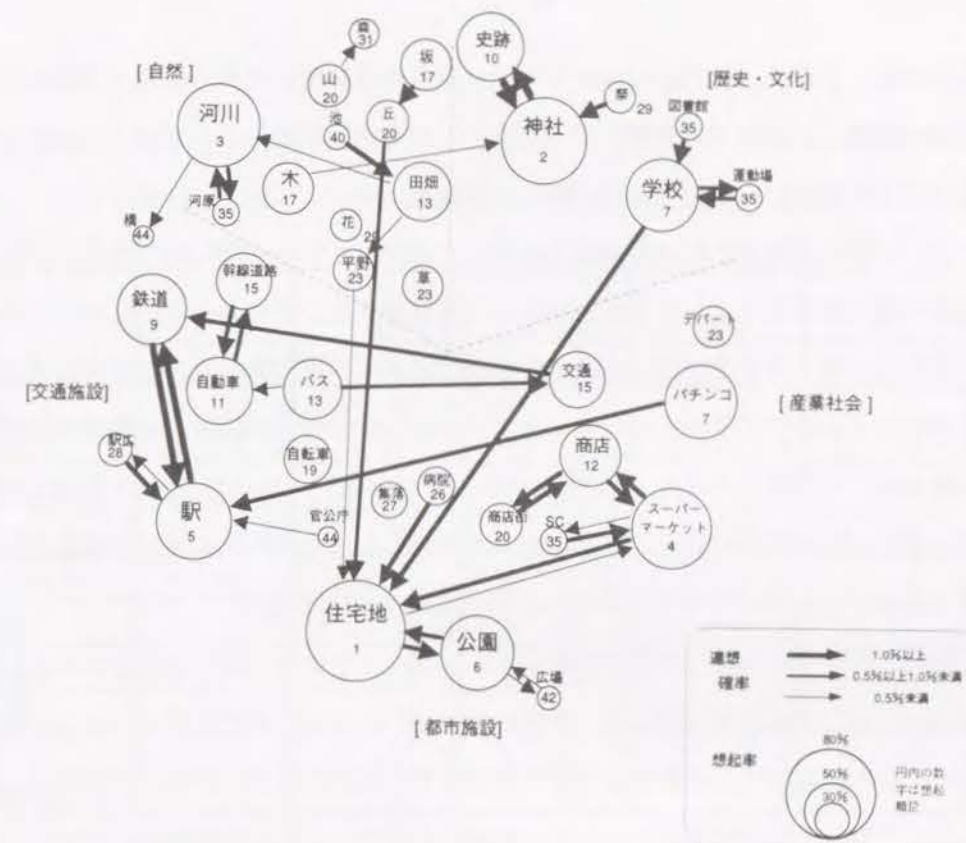 森
31
史跡
10
坂
17
[自然]
山
20
[歴史・文化]
河川
3
池
40
丘
20
祭
29
図書館
35
神社
2
木
17
田畑
13
学校
7
運動場
35
河原
35
花
橋
44
平野
23
草
23
幹線道路
15
鉄道
9
デパート
23
自動車
11
バス
13
交通
15
パチンコ
7
[交通施設]
[産業社会]
駅広
28
自転車
19
商店
12
病院
26
集落
27
駅
5
官公庁
44
商店街
20
SC
35
スーパー
マーケット
4
住宅地
1
公園
6
広場
42
[都市施設]
連想
確率
1.0%以上
0.5%以上1.0%未満
0.5%未満
想起率
80%
50%
30%
円内の数
字は想起
順位